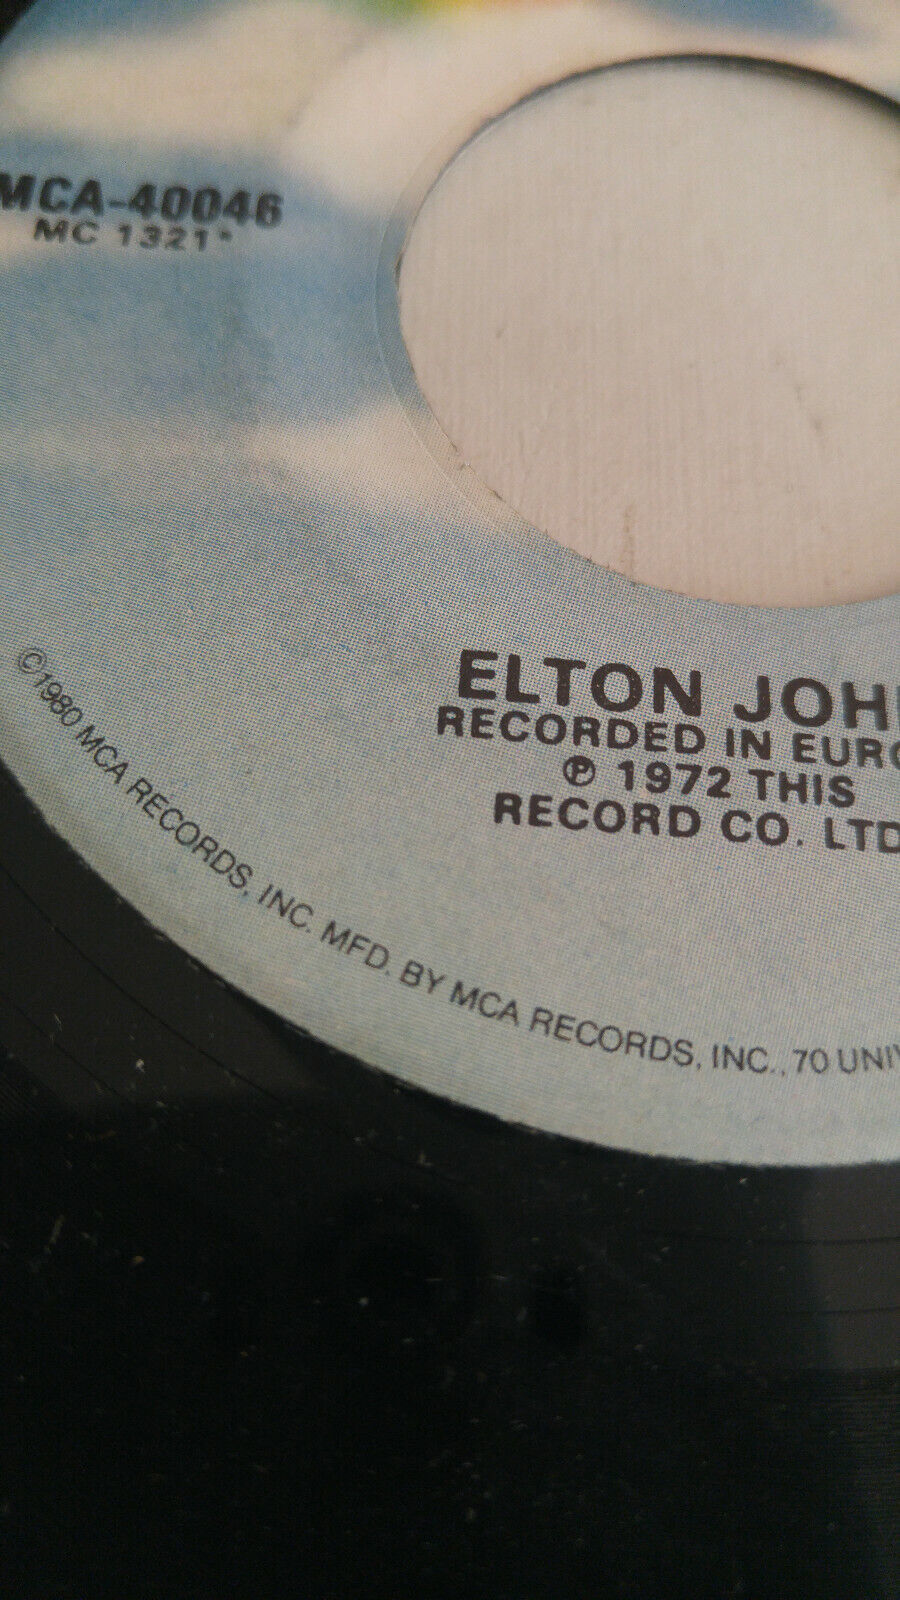 MCA-40046
MC 1321*
ELTON JOH
RECORDED IN EURO
℗ 1972 THIS
RECORD CO. LTD
©1980 MCA RECORDS, INC. MFD. BY MCA RECORDS, INC., 70 UNIV